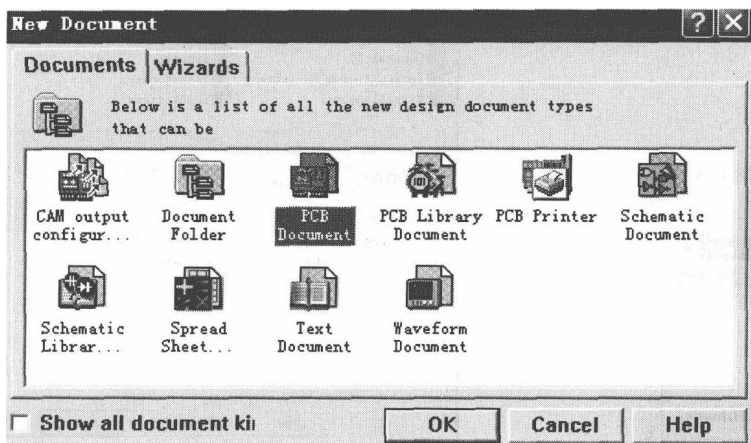 New Document
Documents Wizards
Below is a list of all the new design document types
that can be
CAM output
configur...
Document
Folder
PCB
Document
PCB Library
Document
PCB Printer
Schematic
Document
Schematic
Librar...
Spread
Sheet...
Text
Document
Waveform
Document
Show all document ki
OK Cancel Help